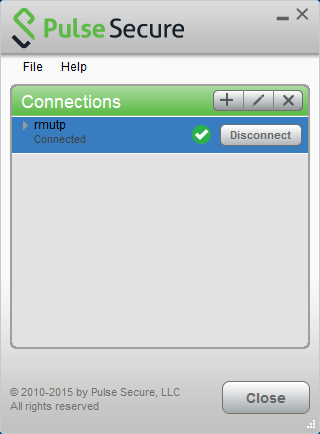 Pulse Secure
File Help
Connections
rmutp
Connected
Disconnect
© 2010-2015 by Pulse Secure, LLC
All rights reserved
Close